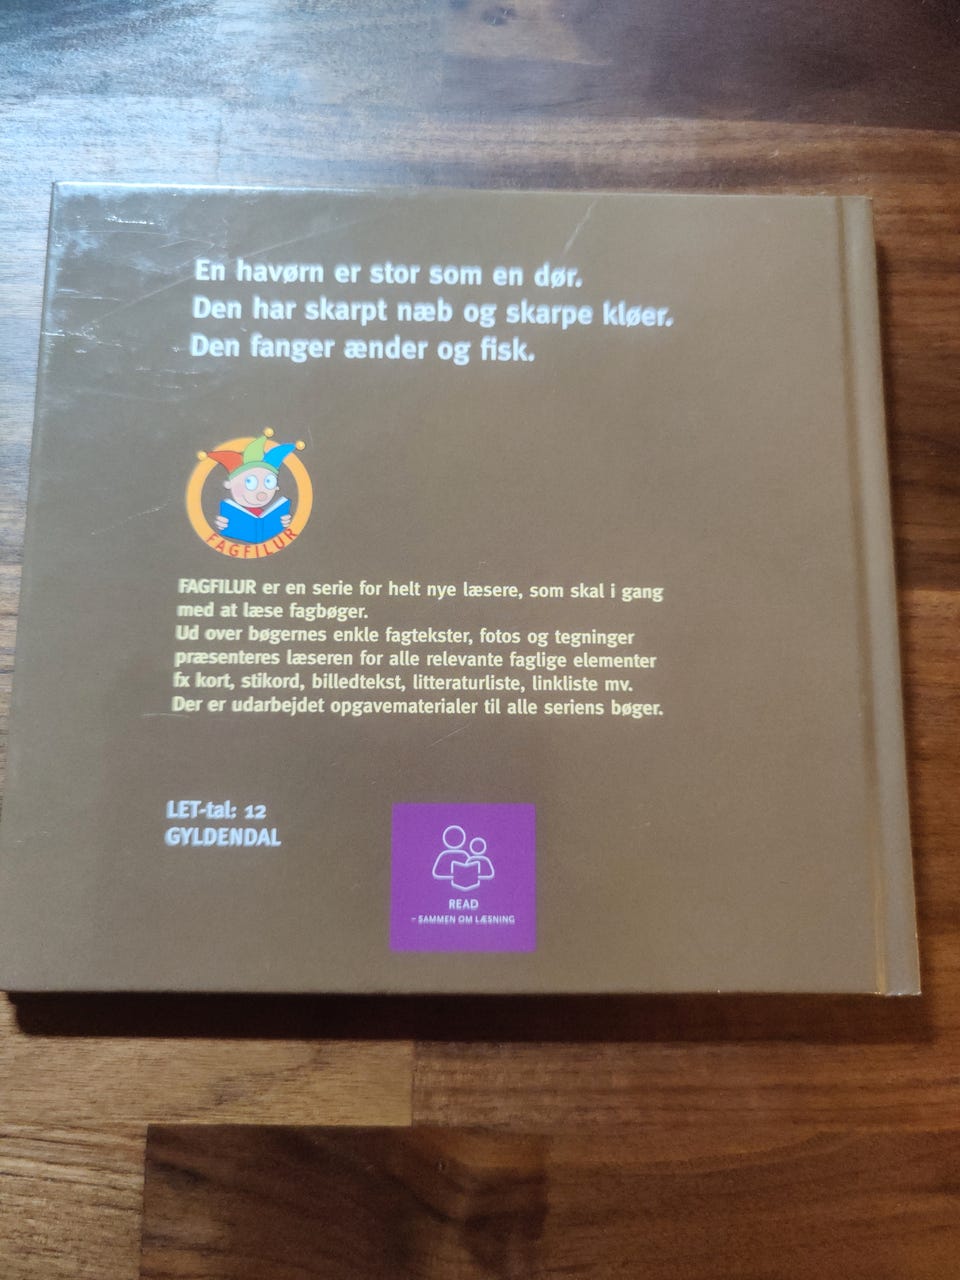 En havørn er stor som en dør.
Den har skarpt næb og skarpe kløer.
Den fanger ænder og fisk.
FAGFILUR
FAGFILUR er en serie for helt nye læsere, som skal i gang
med at læse fagbøger.
Ud over bøgernes enkle fagtekster, fotos og tegninger
præsenteres læseren for alle relevante faglige elementer
fx kort, stikord, billedtekst, litteraturliste, linkliste mv.
Der er udarbejdet opgavematerialer til alle seriens bøger.
LET-tal: 12
GYLDENDAL
READ
– SAMMEN OM LÆSNING